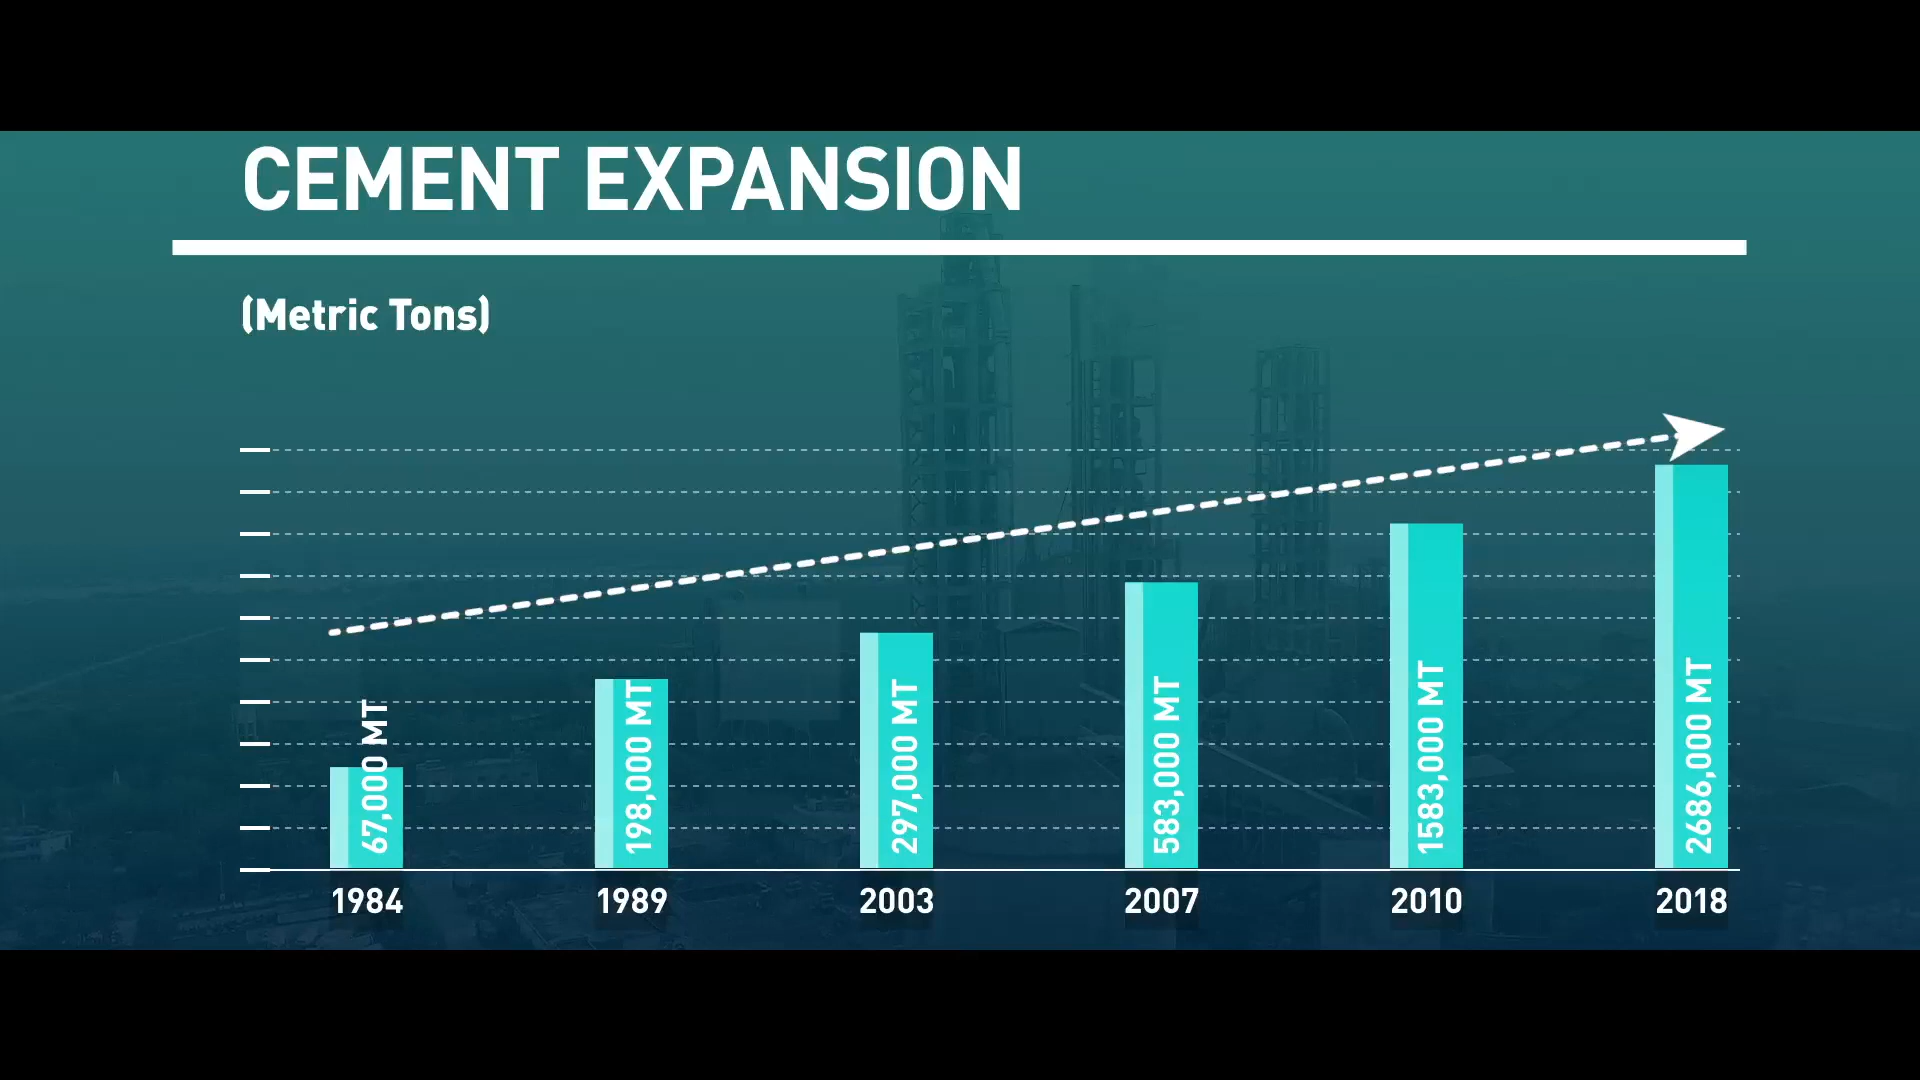 CEMENT EXPANSION
(Metric Tons)
67,000 MT
198,000 MT
297,000 MT
583,000 MT
1583,000 MT
2686,000 MT
1984
1989
2003
2007
2010
2018